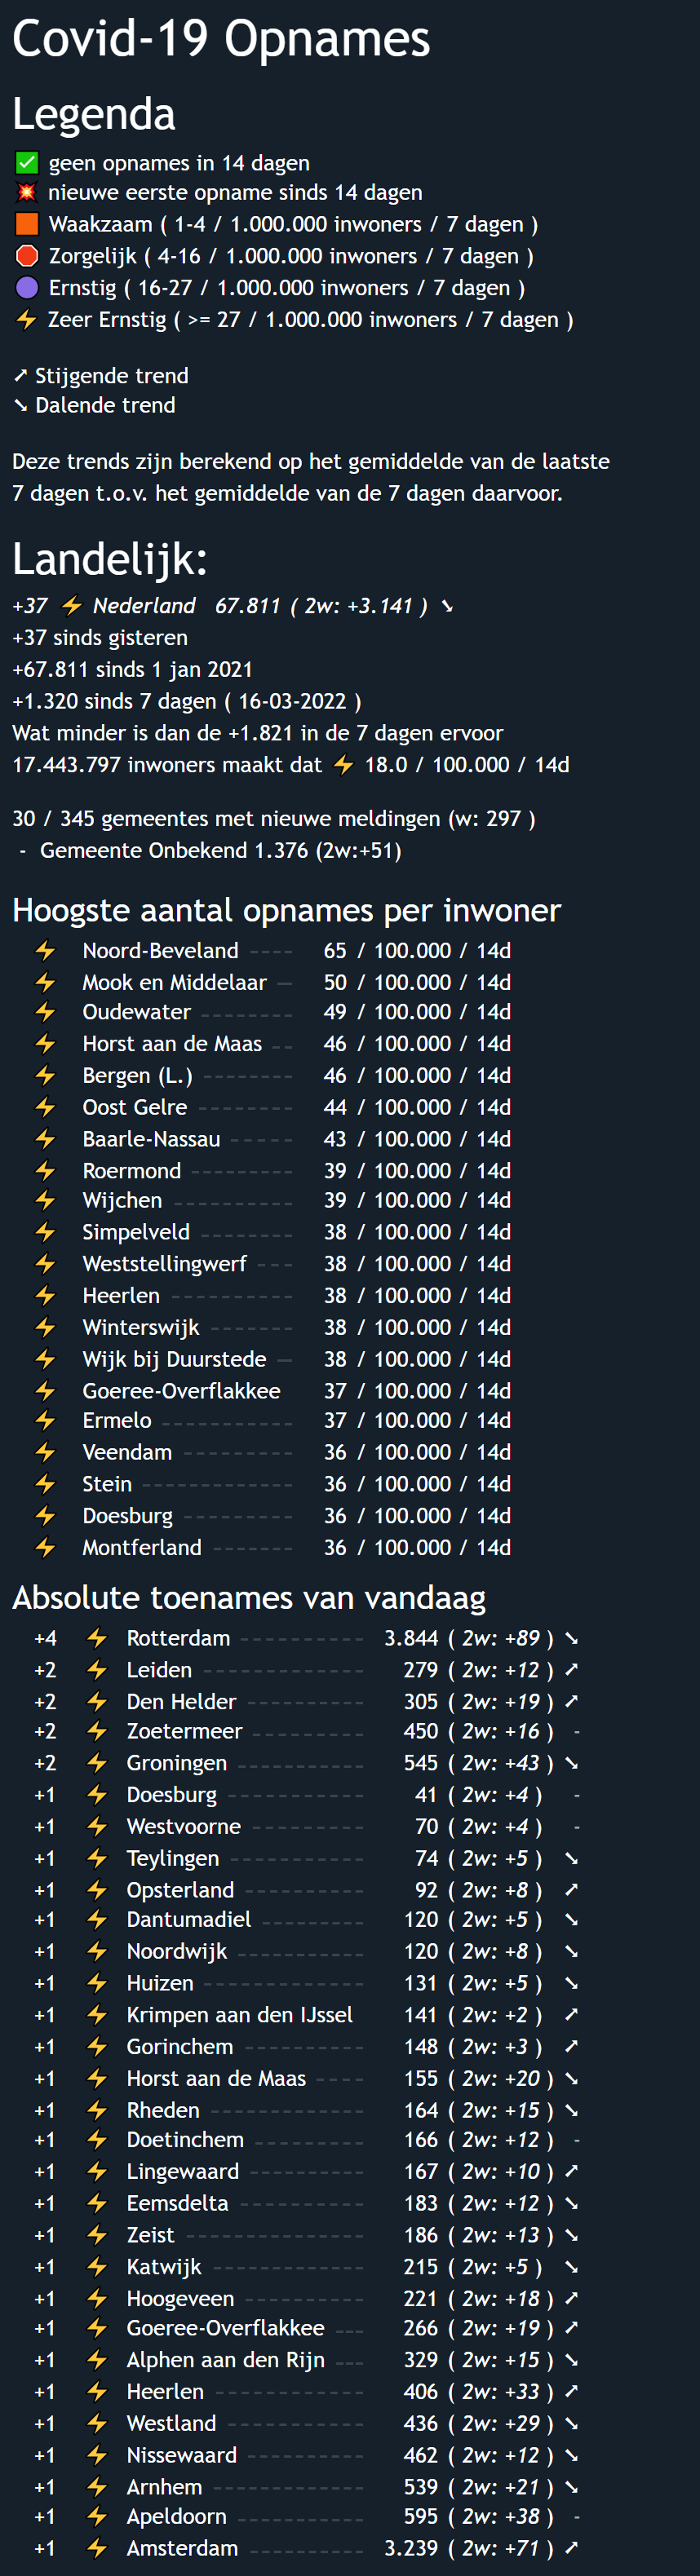 Covid-19 Opnames
Legenda
✅ geen opnames in 14 dagen
💥 nieuwe eerste opname sinds 14 dagen
🟧 Waakzaam ( 1-4 / 1.000.000 inwoners / 7 dagen )
🛑 Zorgelijk ( 4-16 / 1.000.000 inwoners / 7 dagen )
🟣 Ernstig ( 16-27 / 1.000.000 inwoners / 7 dagen )
⚡ Zeer Ernstig ( >= 27 / 1.000.000 inwoners / 7 dagen )
➚ Stijgende trend
➘ Dalende trend
Deze trends zijn berekend op het gemiddelde van de laatste
7 dagen t.o.v. het gemiddelde van de 7 dagen daarvoor.
Landelijk:
+37 ⚡ Nederland 67.811 ( 2w: +3.141 ) ➘
+37 sinds gisteren
+67.811 sinds 1 jan 2021
+1.320 sinds 7 dagen ( 16-03-2022 )
Wat minder is dan de +1.821 in de 7 dagen ervoor
17.443.797 inwoners maakt dat ⚡ 18.0 / 100.000 / 14d
30 / 345 gemeentes met nieuwe meldingen (w: 297 )
- Gemeente Onbekend 1.376 (2w:+51)
Hoogste aantal opnames per inwoner
⚡ Noord-Beveland ---- 65 / 100.000 / 14d
⚡ Mook en Middelaar -- 50 / 100.000 / 14d
⚡ Oudewater -------- 49 / 100.000 / 14d
⚡ Horst aan de Maas -- 46 / 100.000 / 14d
⚡ Bergen (L.) -------- 46 / 100.000 / 14d
⚡ Oost Gelre -------- 44 / 100.000 / 14d
⚡ Baarle-Nassau ----- 43 / 100.000 / 14d
⚡ Roermond -------- 39 / 100.000 / 14d
⚡ Wijchen ---------- 39 / 100.000 / 14d
⚡ Simpelveld ------- 38 / 100.000 / 14d
⚡ Weststellingwerf --- 38 / 100.000 / 14d
⚡ Heerlen ---------- 38 / 100.000 / 14d
⚡ Winterswijk ------- 38 / 100.000 / 14d
⚡ Wijk bij Duurstede -- 38 / 100.000 / 14d
⚡ Goeree-Overflakkee 37 / 100.000 / 14d
⚡ Ermelo ----------- 37 / 100.000 / 14d
⚡ Veendam --------- 36 / 100.000 / 14d
⚡ Stein ------------- 36 / 100.000 / 14d
⚡ Doesburg --------- 36 / 100.000 / 14d
⚡ Montferland ------- 36 / 100.000 / 14d
Absolute toenames van vandaag
+4 ⚡ Rotterdam ----------- 3.844 ( 2w: +89 ) ➘
+2 ⚡ Leiden -------------- 279 ( 2w: +12 ) ➚
+2 ⚡ Den Helder ---------- 305 ( 2w: +19 ) ➚
+2 ⚡ Zoetermeer ---------- 450 ( 2w: +16 ) -
+2 ⚡ Groningen ----------- 545 ( 2w: +43 ) ➘
+1 ⚡ Doesburg ------------ 41 ( 2w: +4 ) -
+1 ⚡ Westvoorne ---------- 70 ( 2w: +4 ) -
+1 ⚡ Teylingen ------------ 74 ( 2w: +5 ) ➘
+1 ⚡ Opsterland ---------- 92 ( 2w: +8 ) ➚
+1 ⚡ Dantumadiel --------- 120 ( 2w: +5 ) ➘
+1 ⚡ Noordwijk ----------- 120 ( 2w: +8 ) ➘
+1 ⚡ Huizen -------------- 131 ( 2w: +5 ) ➘
+1 ⚡ Krimpen aan den IJssel 141 ( 2w: +2 ) ➚
+1 ⚡ Gorinchem ---------- 148 ( 2w: +3 ) ➚
+1 ⚡ Horst aan de Maas ---- 155 ( 2w: +20 ) ➘
+1 ⚡ Rheden ------------- 164 ( 2w: +15 ) ➘
+1 ⚡ Doetinchem --------- 166 ( 2w: +12 ) -
+1 ⚡ Lingewaard ---------- 167 ( 2w: +10 ) ➚
+1 ⚡ Eemsdelta ----------- 183 ( 2w: +12 ) ➘
+1 ⚡ Zeist --------------- 186 ( 2w: +13 ) ➘
+1 ⚡ Katwijk ------------- 215 ( 2w: +5 ) ➘
+1 ⚡ Hoogeveen ---------- 221 ( 2w: +18 ) ➚
+1 ⚡ Goeree-Overflakkee --- 266 ( 2w: +19 ) ➚
+1 ⚡ Alphen aan den Rijn --- 329 ( 2w: +15 ) ➘
+1 ⚡ Heerlen ------------- 406 ( 2w: +33 ) ➚
+1 ⚡ Westland ------------ 436 ( 2w: +29 ) ➘
+1 ⚡ Nissewaard ---------- 462 ( 2w: +12 ) ➘
+1 ⚡ Arnhem ------------- 539 ( 2w: +21 ) ➘
+1 ⚡ Apeldoorn ----------- 595 ( 2w: +38 ) -
+1 ⚡ Amsterdam ---------- 3.239 ( 2w: +71 ) ➚